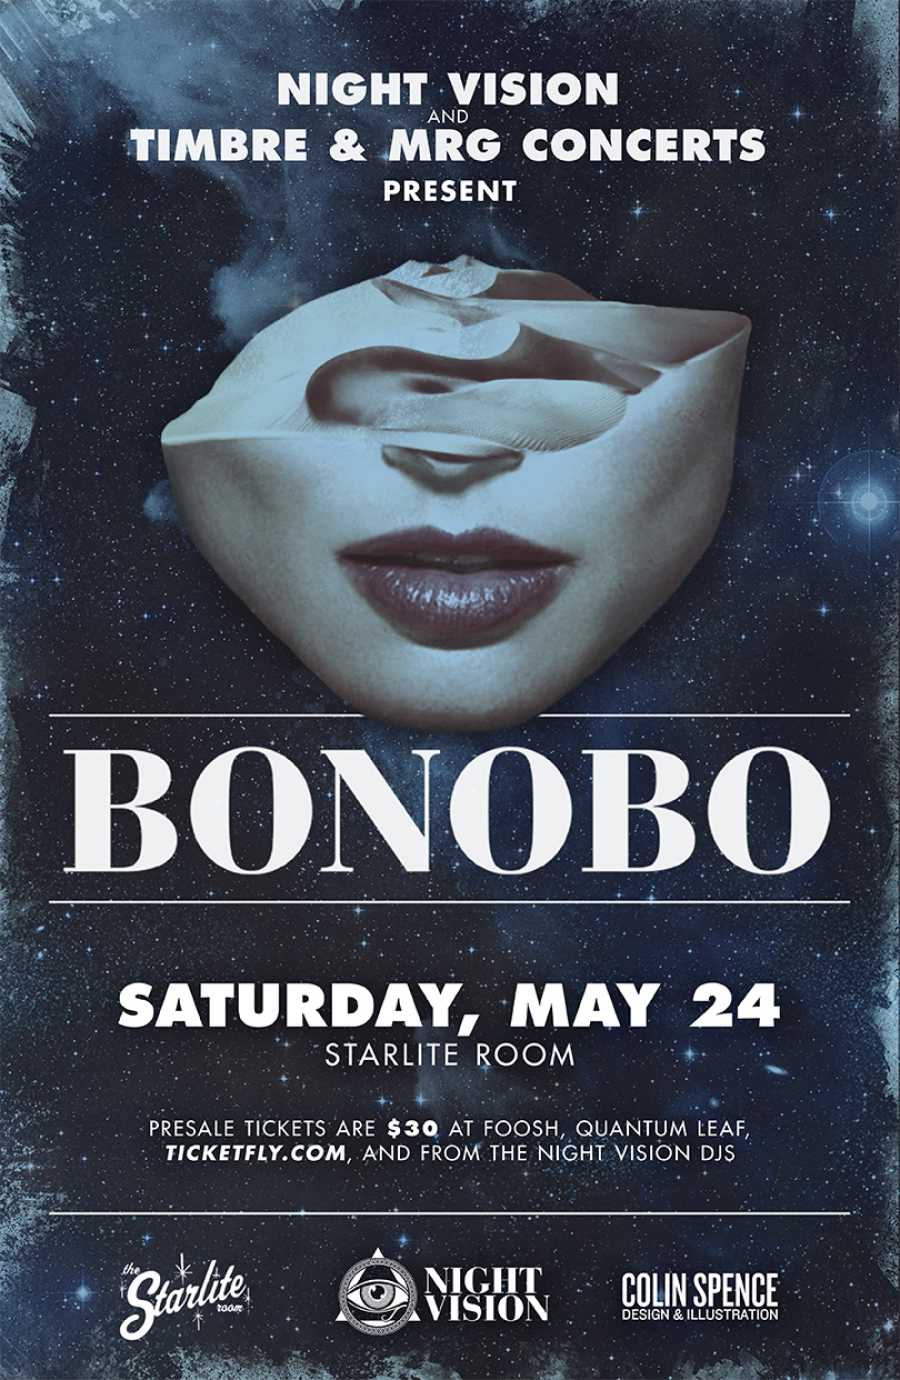 NIGHT VISION
AND
TIMBRE & MRG CONCERTS
PRESENT
BONOBO
SATURDAY, MAY 24
STARLITE ROOM
PRESALE TICKETS ARE $30 AT FOOSH, QUANTUM LEAF,
TICKETFLY.COM, AND FROM THE NIGHT VISION DJS
the
Starlite
room
NIGHT
VISION
COLIN SPENCE
DESIGN & ILLUSTRATION